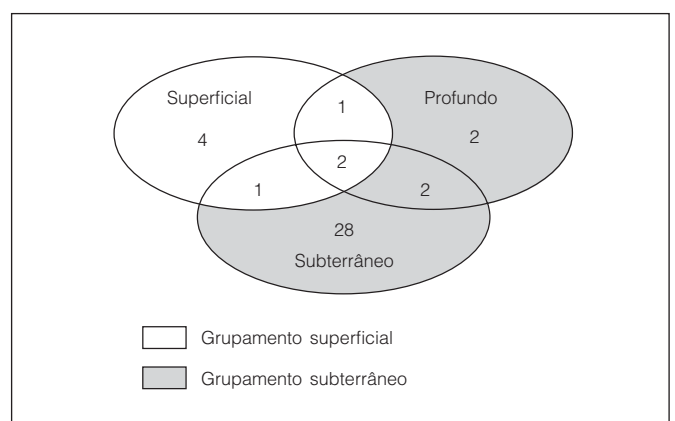 Superficial
Profundo
1
4
2
2
1
2
28
Subterrâneo
Grupamento superficial
Grupamento subterrâneo